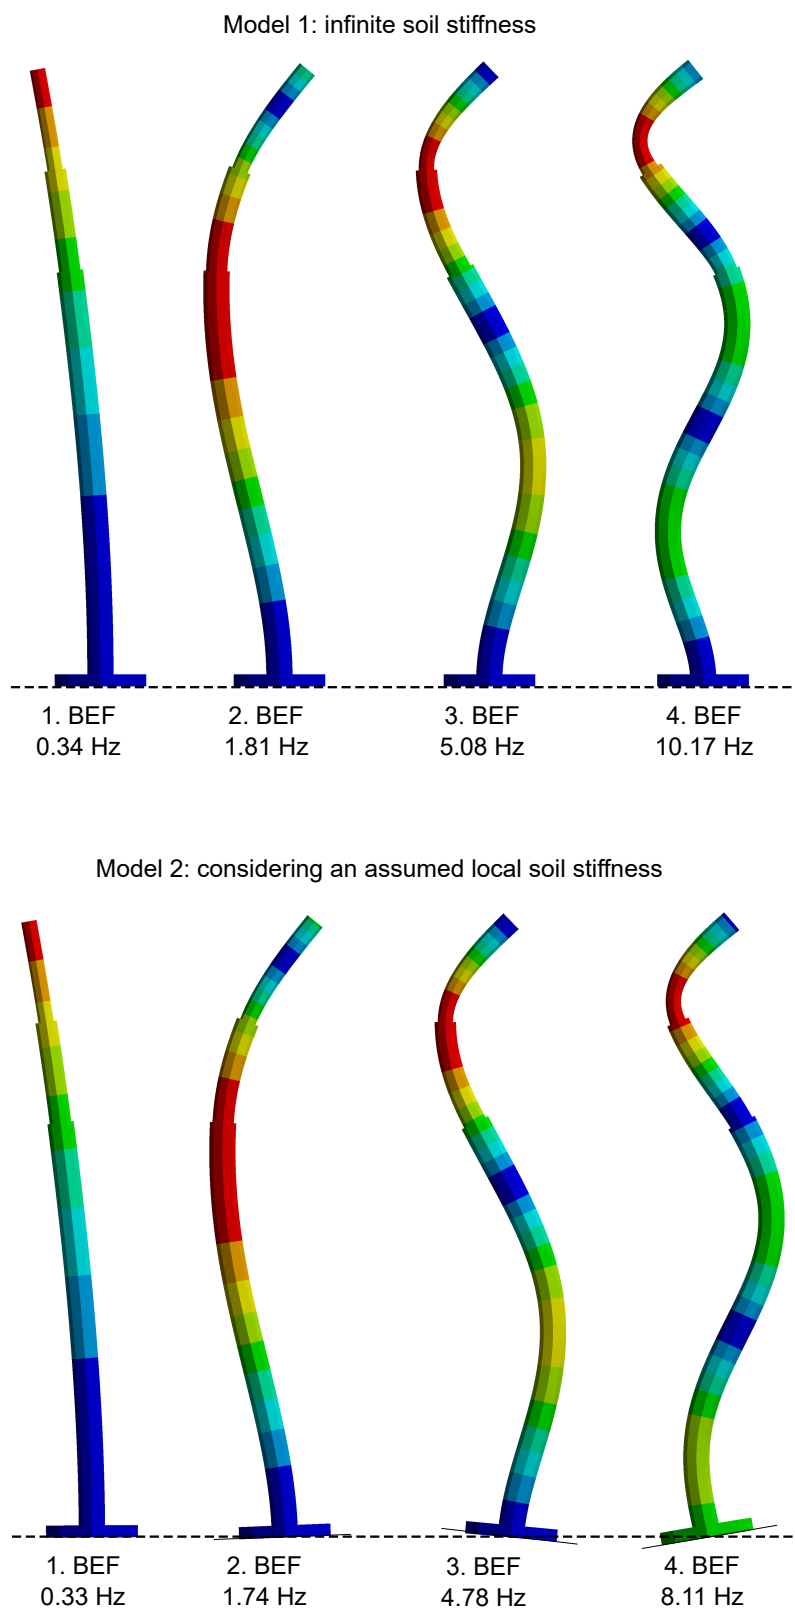 Model 1: infinite soil stiffness
1. BEF 2. BEF 3. BEF 4. BEF
0.34 Hz 1.81 Hz 5.08 Hz 10.17 Hz
Model 2: considering an assumed local soil stiffness
1. BEF 2. BEF 3. BEF 4. BEF
0.33 Hz 1.74 Hz 4.78 Hz 8.11 Hz